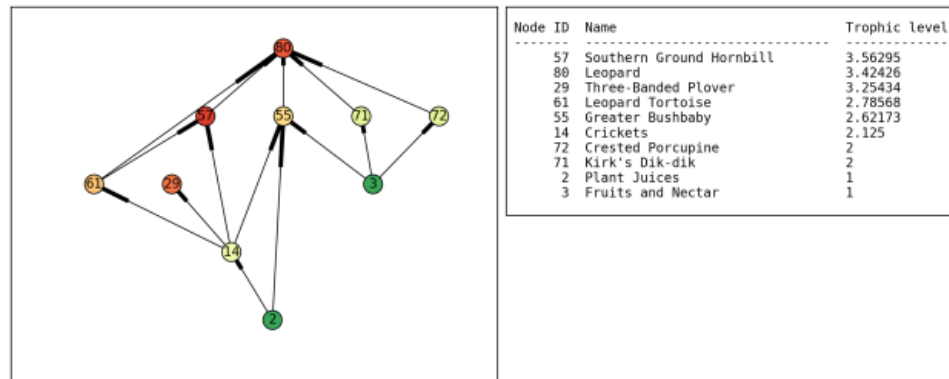 80
57
55
71
72
61
29
3
14
2
Node ID  Name                             Trophic level
-------  -------------------------------  -------------
57  Southern Ground Hornbill  3.56295
80  Leopard  3.42426
29  Three-Banded Plover  3.25434
61  Leopard Tortoise  2.78568
55  Greater Bushbaby  2.62173
14  Crickets  2.125
72  Crested Porcupine  2
71  Kirk's Dik-dik  2
2  Plant Juices  1
3  Fruits and Nectar  1